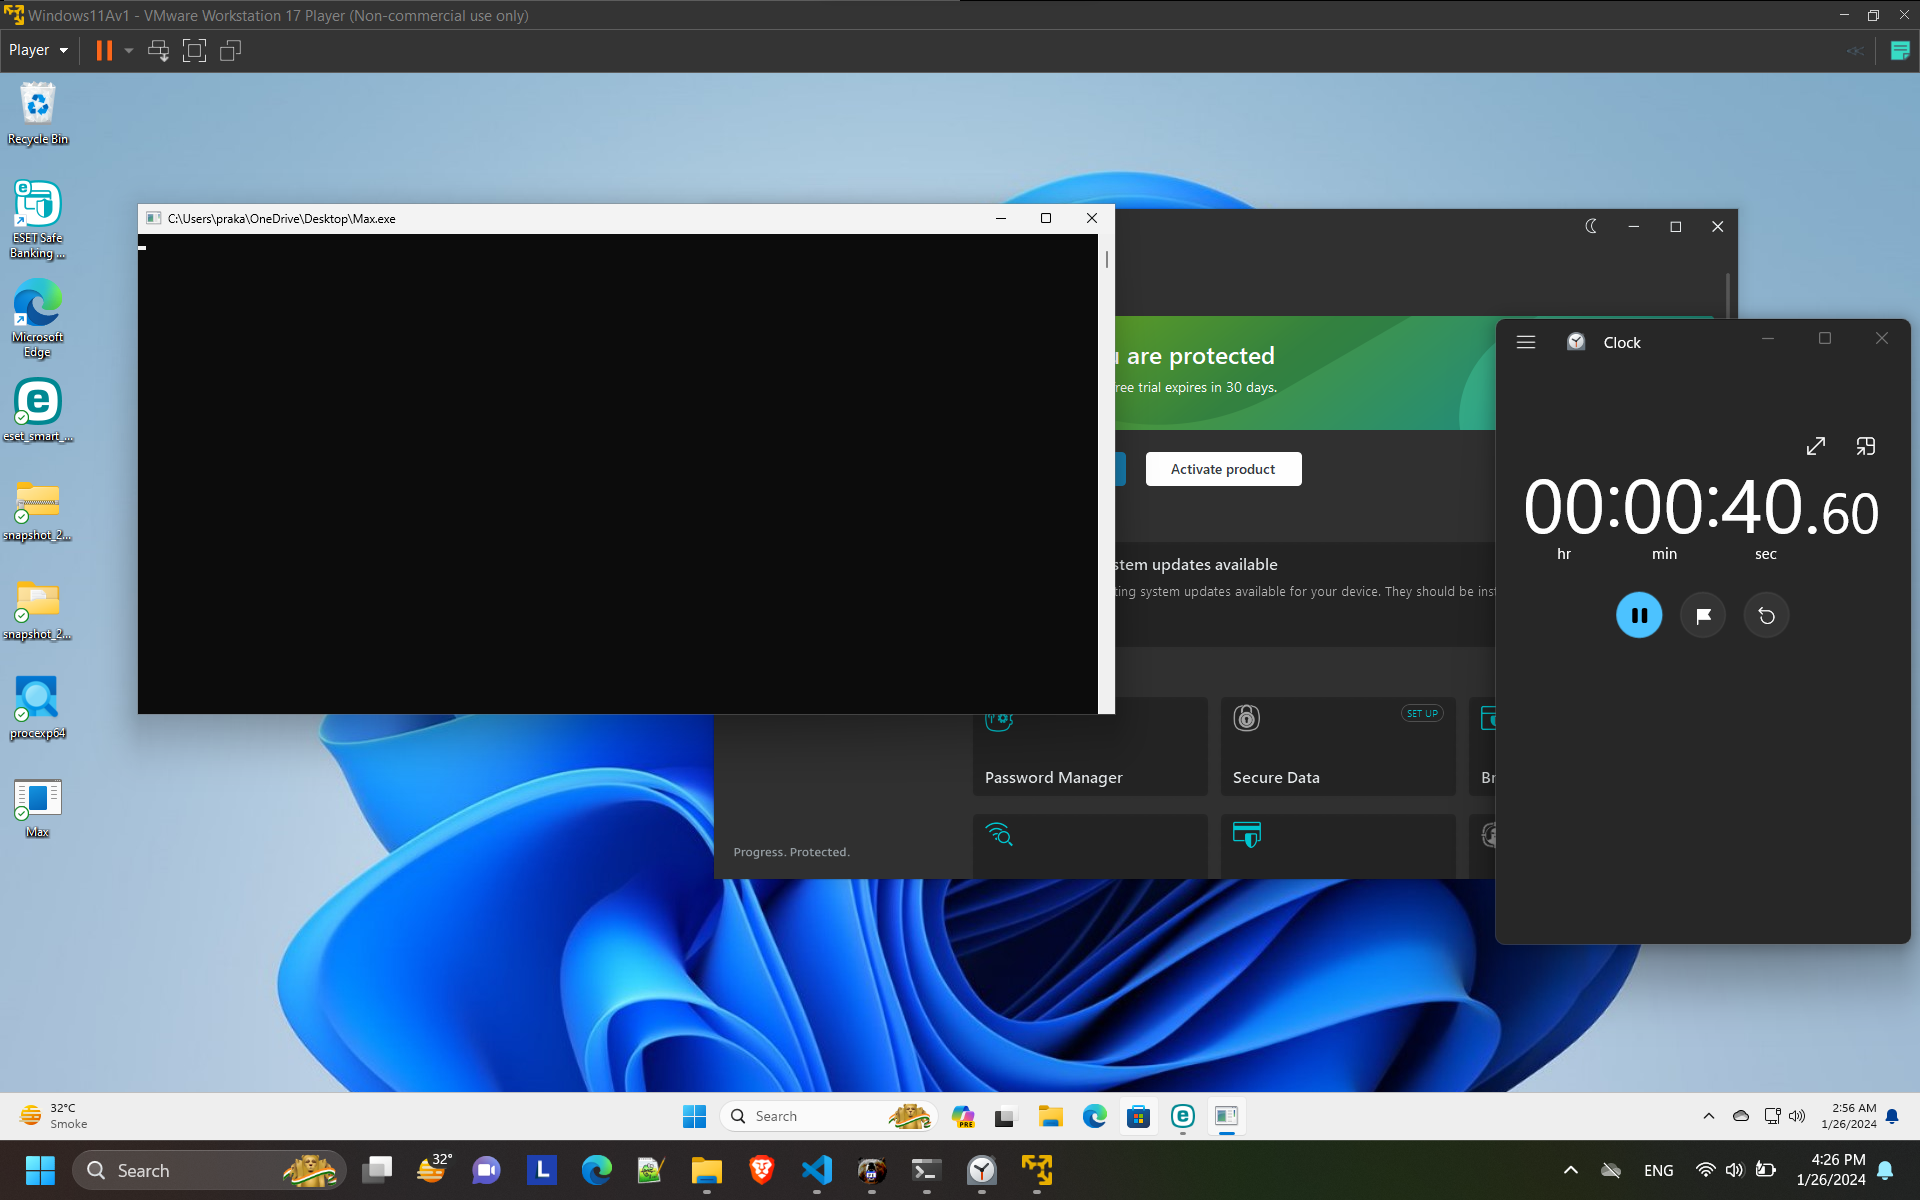 Windows11Av1 - VMware Workstation 17 Player (Non-commercial use only)
Player
Recycle Bin
ESET Safe
Banking ...
Microsoft
Edge
eset_smart_...
snapshot_2...
snapshot_2...
procexp64
Max
C:\Users\praka\OneDrive\Desktop\Max.exe
are protected
ree trial expires in 30 days.
Activate product
stem updates available
ting system updates available for your device. They should be inst
Password Manager
Secure Data
SET UP
Br
Progress. Protected.
Clock
00:00:40.60
hr min sec
32°C
Smoke
Search
PRE
2:56 AM
1/26/2024
Search
32°
L
ENG
4:26 PM
1/26/2024